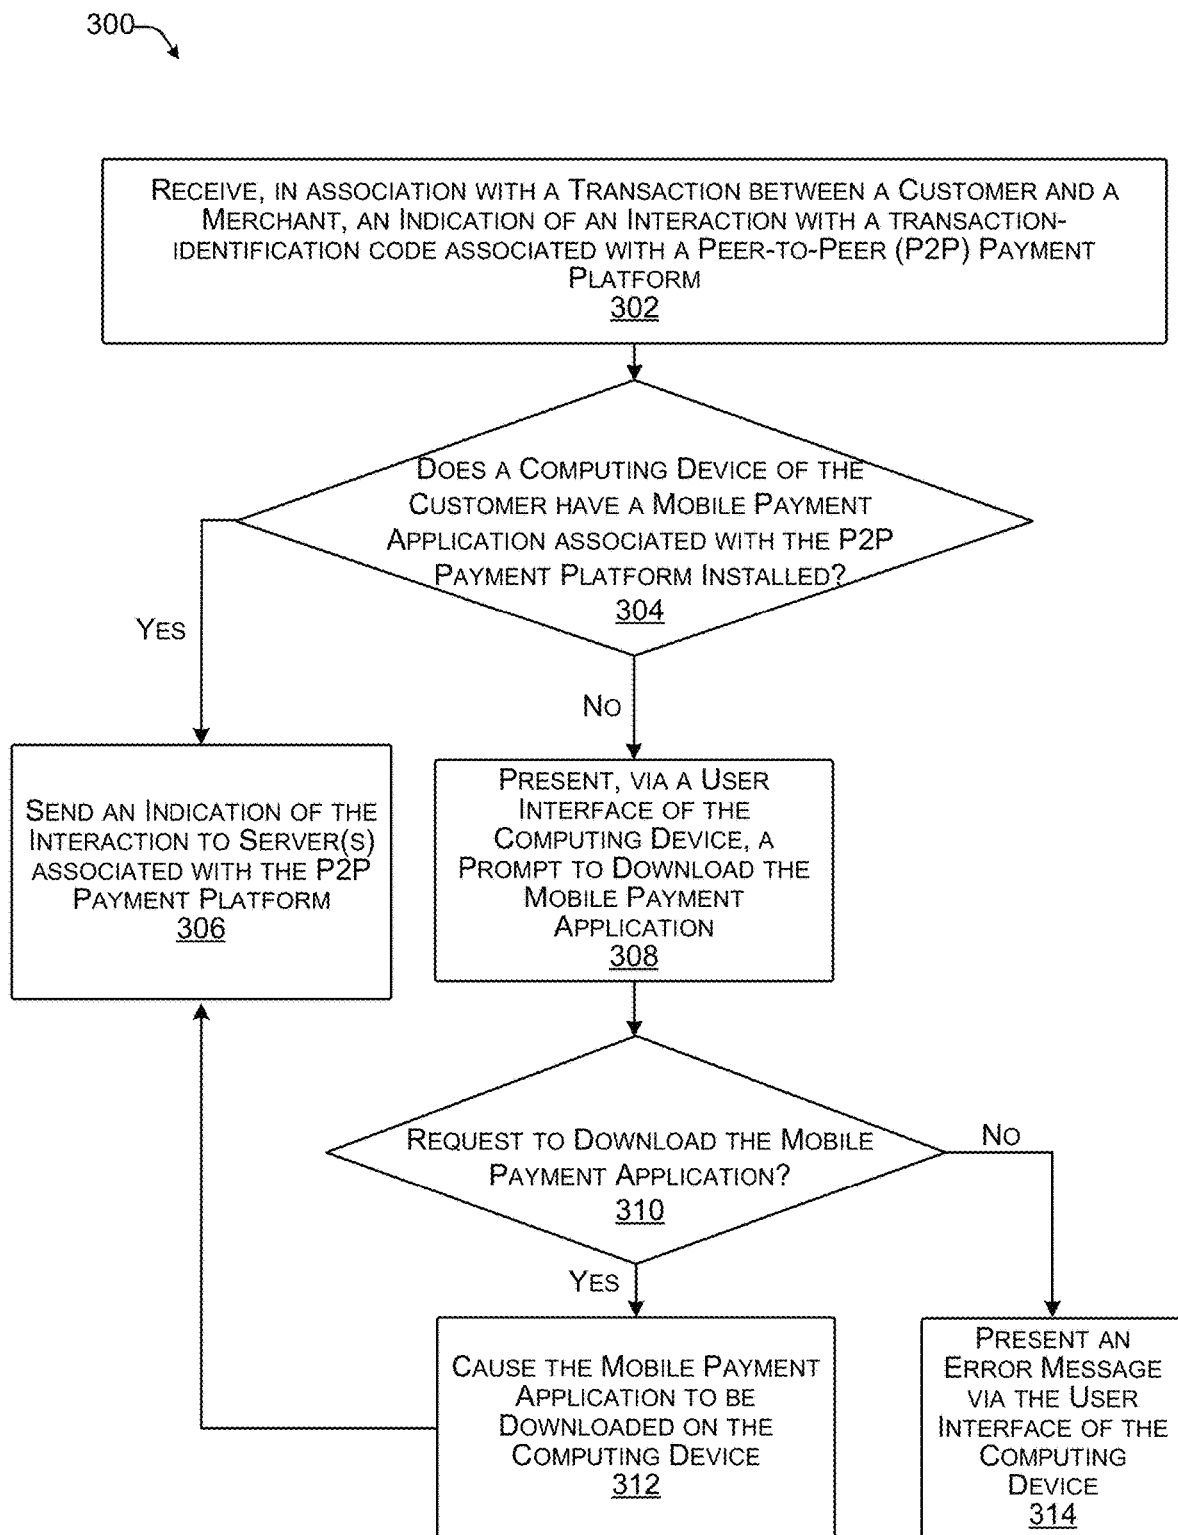 300
RECEIVE, IN ASSOCIATION WITH A TRANSACTION BETWEEN A CUSTOMER AND A
MERCHANT, AN INDICATION OF AN INTERACTION WITH A TRANSACTION-
IDENTIFICATION CODE ASSOCIATED WITH A PEER-TO-PEER (P2P) PAYMENT
PLATFORM
302
DOES A COMPUTING DEVICE OF THE
CUSTOMER HAVE A MOBILE PAYMENT
APPLICATION ASSOCIATED WITH THE P2P
PAYMENT PLATFORM INSTALLED?
304
YES
NO
SEND AN INDICATION OF THE
INTERACTION TO SERVER(S)
ASSOCIATED WITH THE P2P
PAYMENT PLATFORM
306
PRESENT, VIA A USER
INTERFACE OF THE
COMPUTING DEVICE, A
PROMPT TO DOWNLOAD THE
MOBILE PAYMENT
APPLICATION
308
REQUEST TO DOWNLOAD THE MOBILE
PAYMENT APPLICATION?
310
NO
YES
CAUSE THE MOBILE PAYMENT
APPLICATION TO BE
DOWNLOADED ON THE
COMPUTING DEVICE
312
PRESENT AN
ERROR MESSAGE
VIA THE USER
INTERFACE OF THE
COMPUTING
DEVICE
314